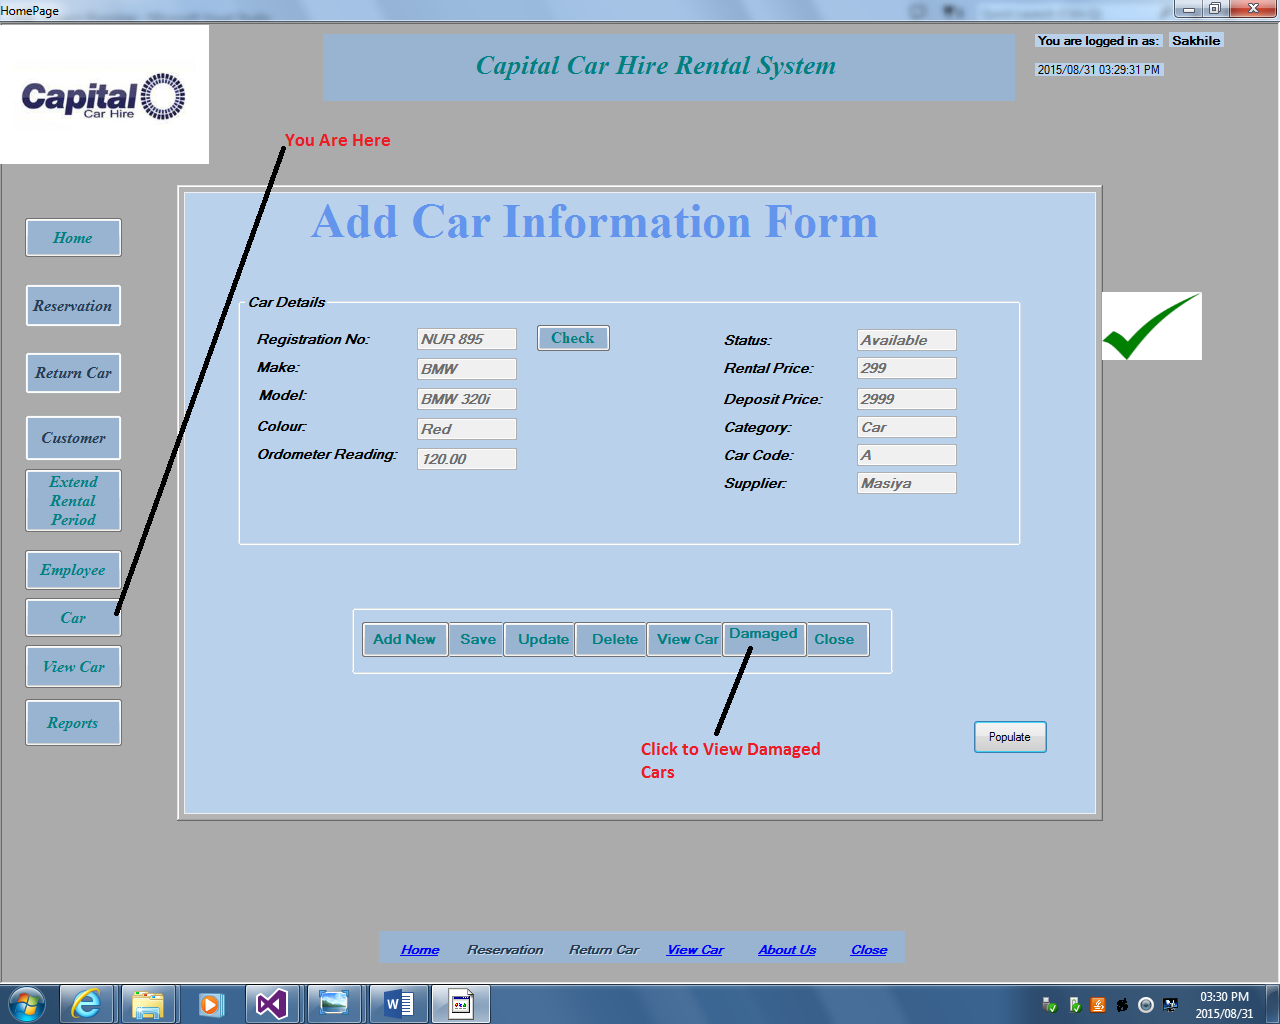 HomePage
Capital
Car Hire
Capital Car Hire Rental System
You are logged in as: Sakhile
2015/08/31 03:29:31 PM
You Are Here
Home
Reservation
Return Car
Customer
Extend
Rental
Period
Employee
Car
View Car
Reports
Add Car Information Form
Car Details
Registration No: NUR 895 Check
Make: BMW
Model: BMW 320i
Colour: Red
Ordometer Reading: 120.00
Status: Available
Rental Price: 299
Deposit Price: 2999
Category: Car
Car Code: A
Supplier: Masiya
Add New Save Update Delete View Car Damaged Close
Click to View Damaged
Cars
Populate
Home Reservation Return Car View Car About Us Close
03:30 PM
2015/08/31